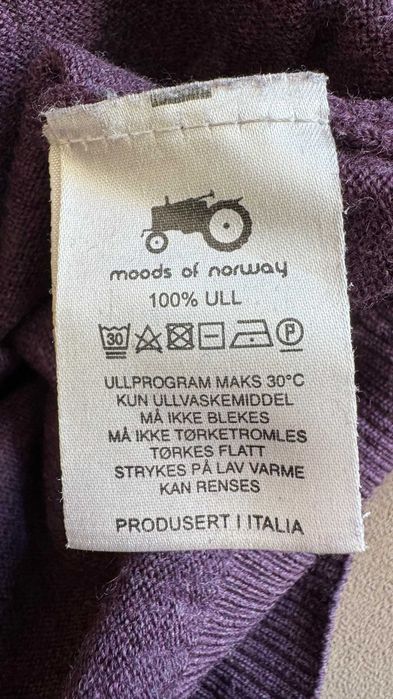 moods of norway
100% ULL
30 P
ULLPROGRAM MAKS 30°C
KUN ULLVASKEMIDDEL
MÅ IKKE BLEKES
MÅ IKKE TØRKETROMLES
TØRKES FLATT
STRYKES PÅ LAV VARME
KAN RENSES
PRODUSERT I ITALIA